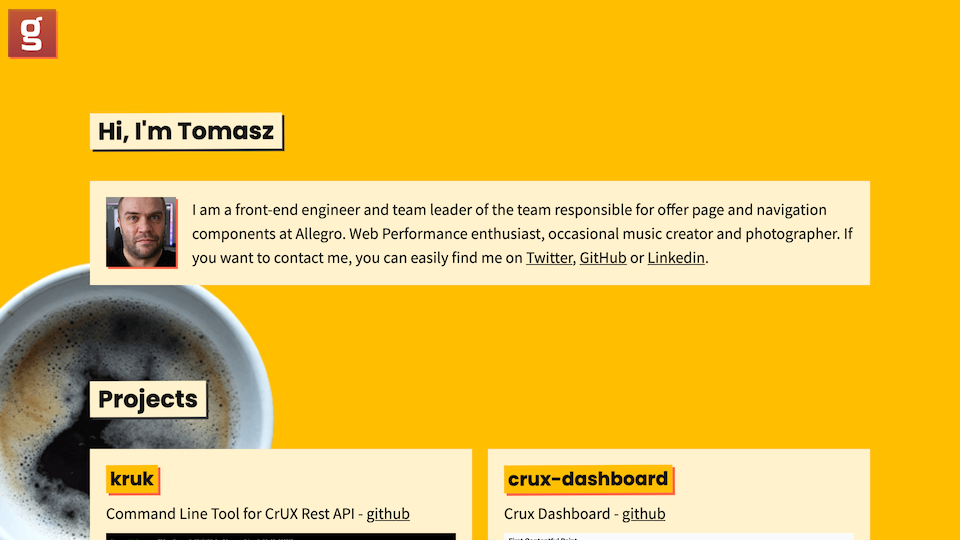 g
Hi, I'm Tomasz
I am a front-end engineer and team leader of the team responsible for offer page and navigation
components at Allegro. Web Performance enthusiast, occasional music creator and photographer. If
you want to contact me, you can easily find me on Twitter, GitHub or Linkedin.
Projects
kruk
Command Line Tool for CrUX Rest API - github
crux-dashboard
Crux Dashboard - github